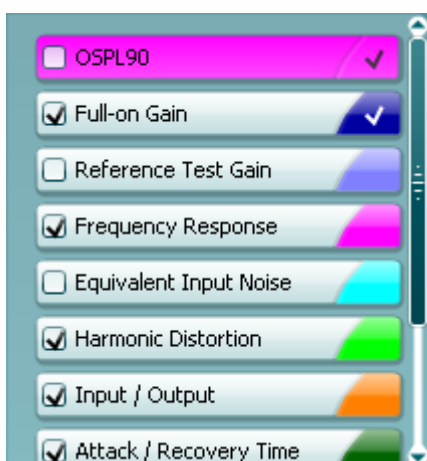 OSPL90
Full-on Gain
Reference Test Gain
Frequency Response
Equivalent Input Noise
Harmonic Distortion
Input / Output
Attack / Recovery Time